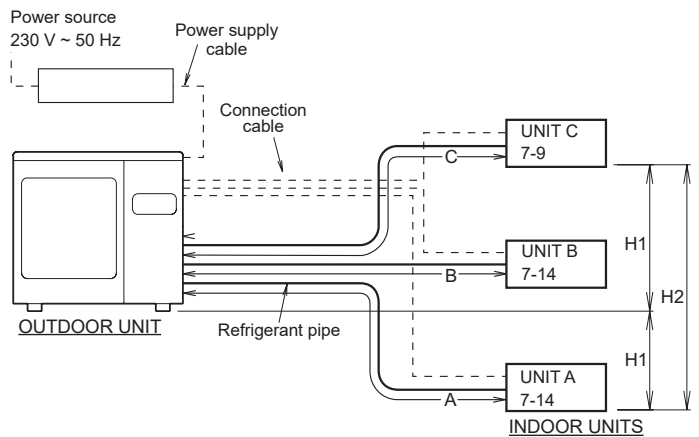 Power source
230 V ~ 50 Hz
Power supply
cable
Connection
cable
UNIT C
7-9
C
H1
UNIT B
7-14
B
H2
OUTDOOR UNIT
Refrigerant pipe
H1
UNIT A
7-14
A
INDOOR UNITS